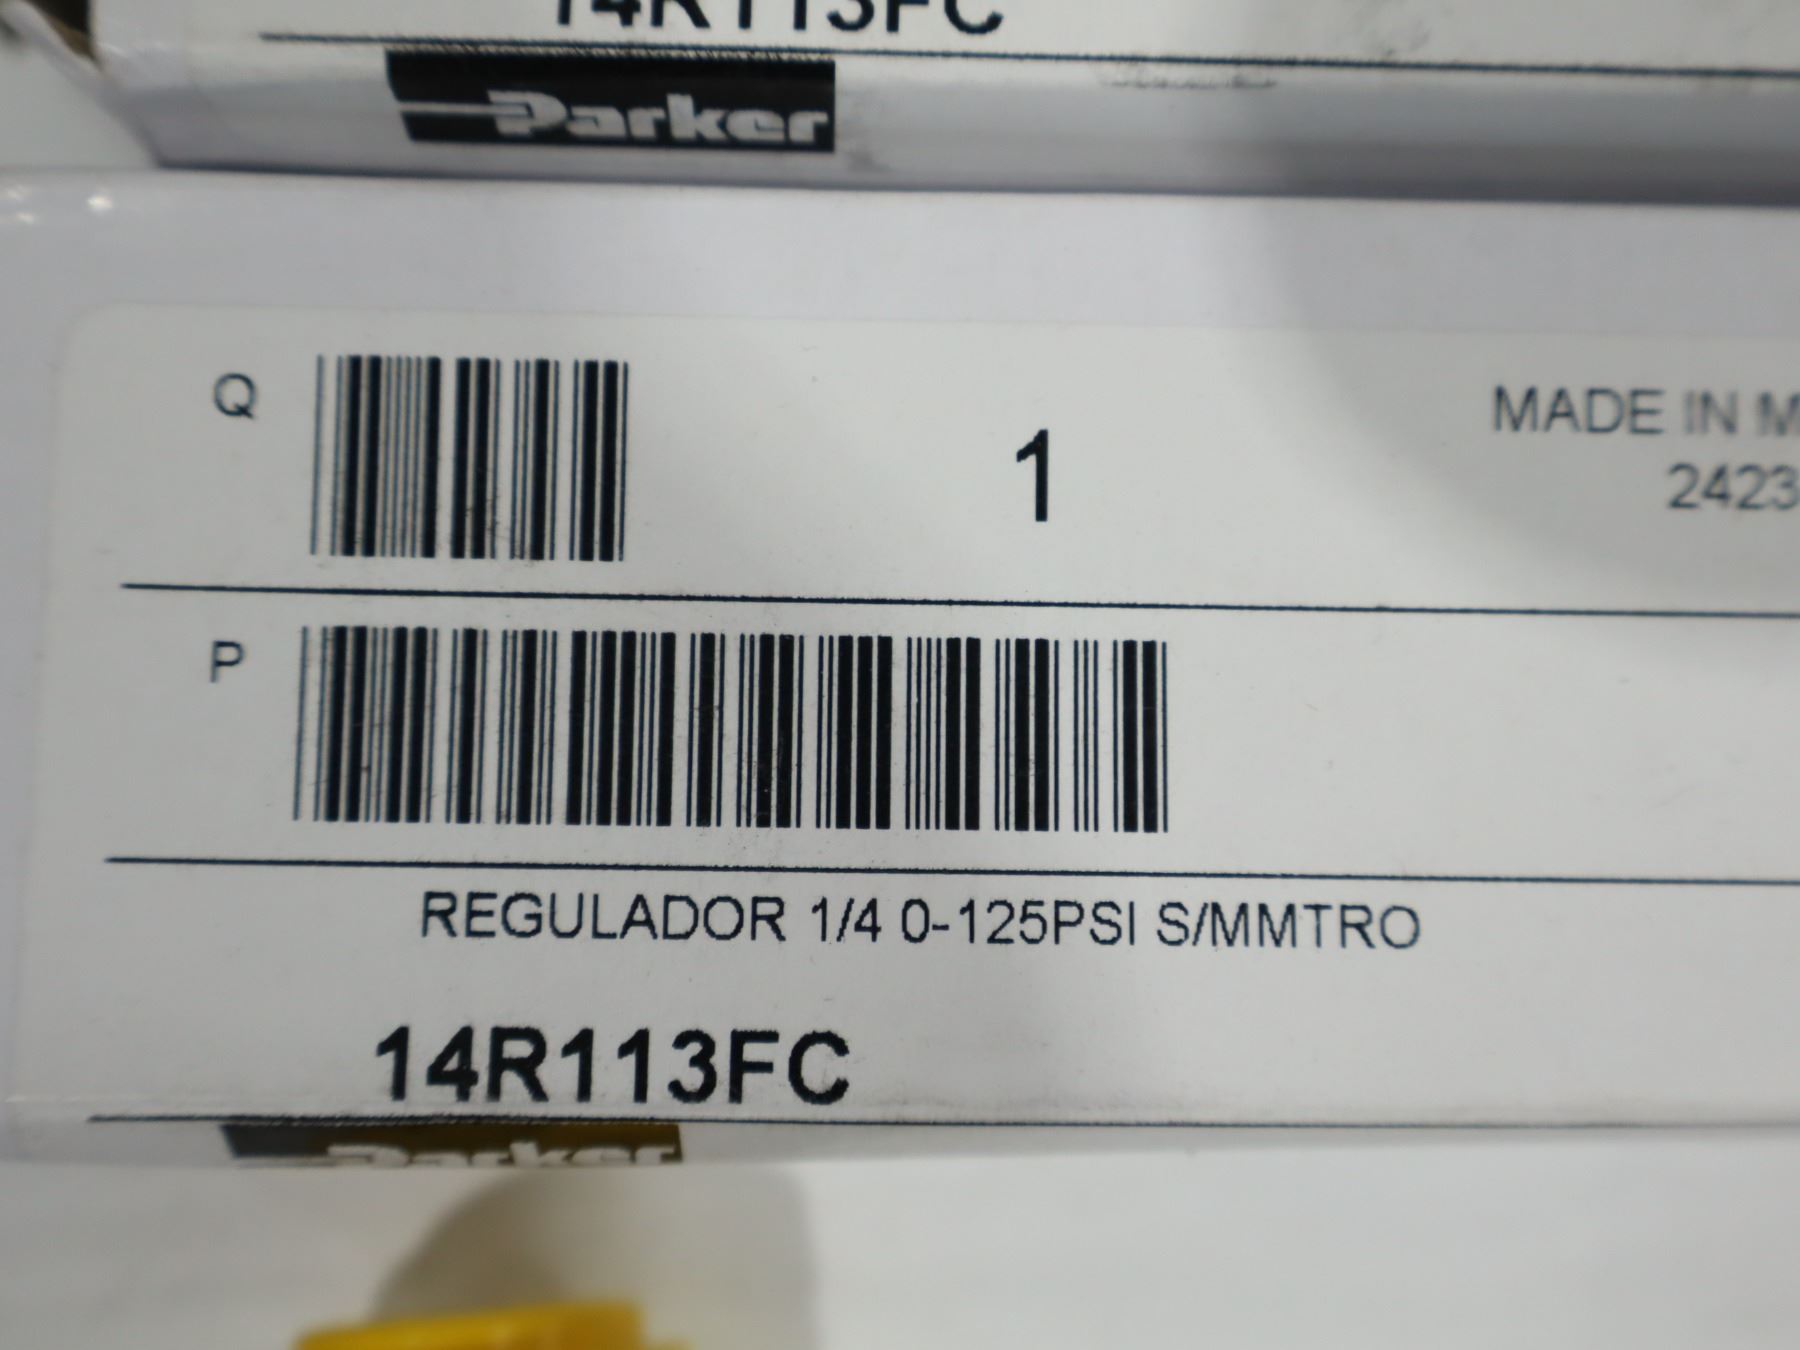 14R113FC
Parker
Q
1
MADE IN M
2423
P
REGULADOR 1/4 0-125PSI S/MMTRO
14R113FC
Parker